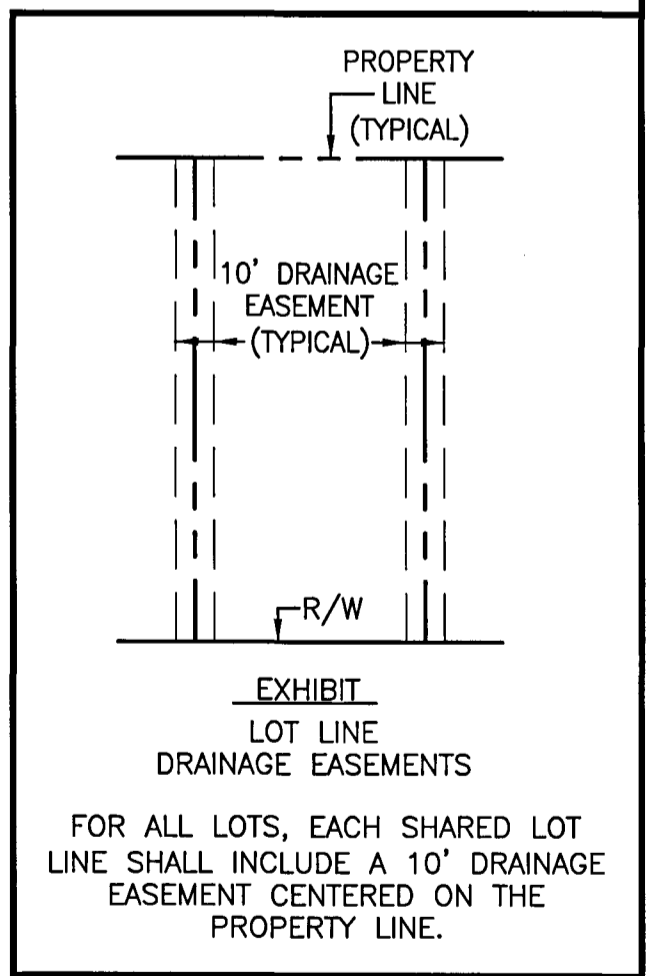 PROPERTY
LINE
(TYPICAL)
10' DRAINAGE
EASEMENT
(TYPICAL)
R/W
EXHIBIT
LOT LINE
DRAINAGE EASEMENTS
FOR ALL LOTS, EACH SHARED LOT
LINE SHALL INCLUDE A 10' DRAINAGE
EASEMENT CENTERED ON THE
PROPERTY LINE.